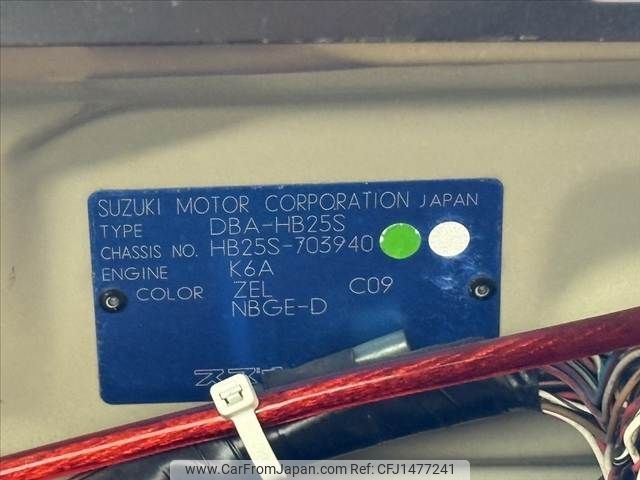 SUZUKI MOTOR CORPORATION JAPAN
TYPE DBA-HB25S
CHASSIS NO. HB25S-703940
ENGINE K6A
COLOR ZEL C09
NBGE-D
www.CarFromJapan.com CFJ1477241